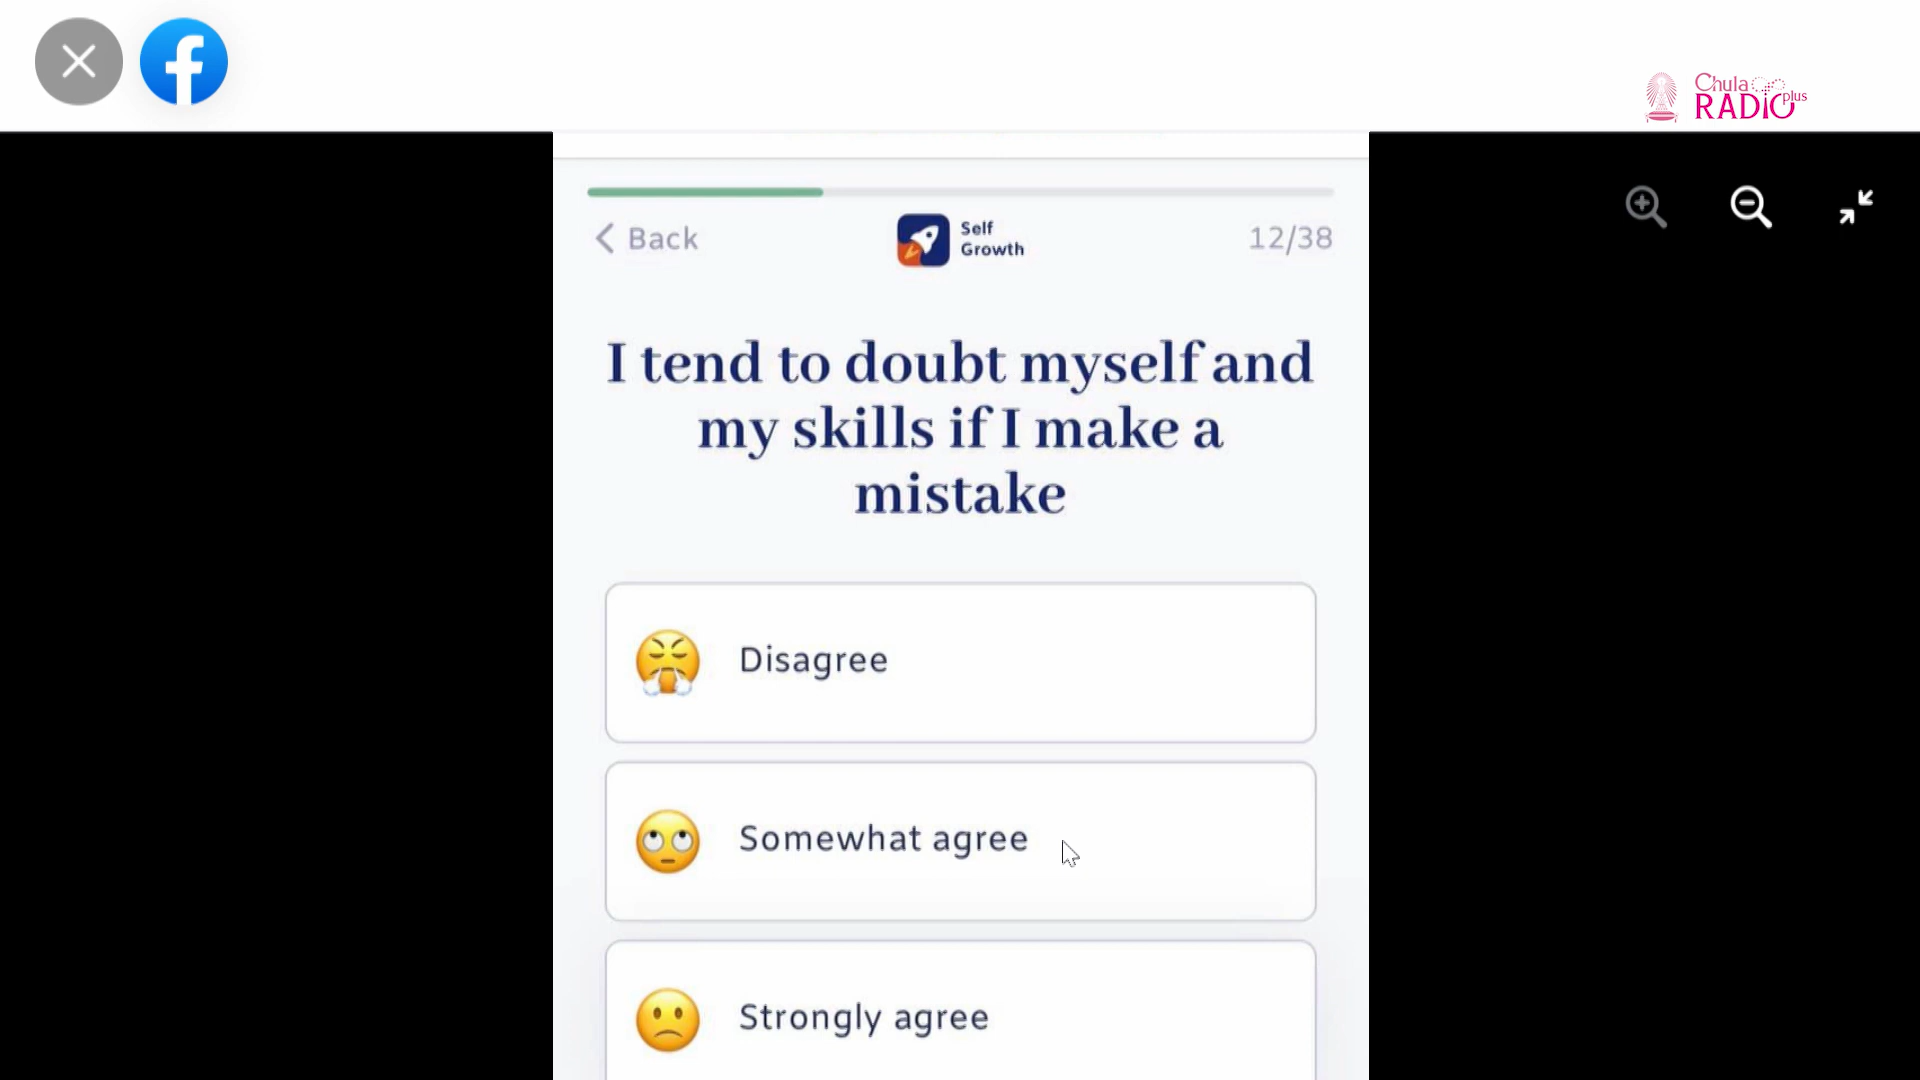 Chula
RADIO plus
Back
Self
Growth
12/38
I tend to doubt myself and
my skills if I make a
mistake
Disagree
Somewhat agree
Strongly agree